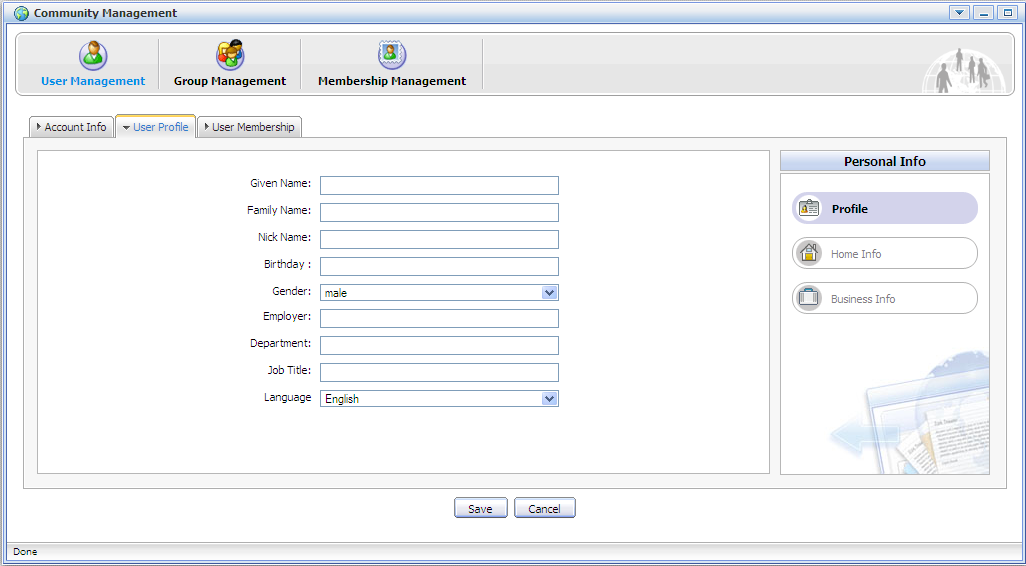 Community Management
User Management
Group Management
Membership Management
Account Info
User Profile
User Membership
Given Name:
Family Name:
Nick Name:
Birthday :
Gender:
male
Employer:
Department:
Job Title:
Language
English
Personal Info
Profile
Home Info
Business Info
Save
Cancel
Done